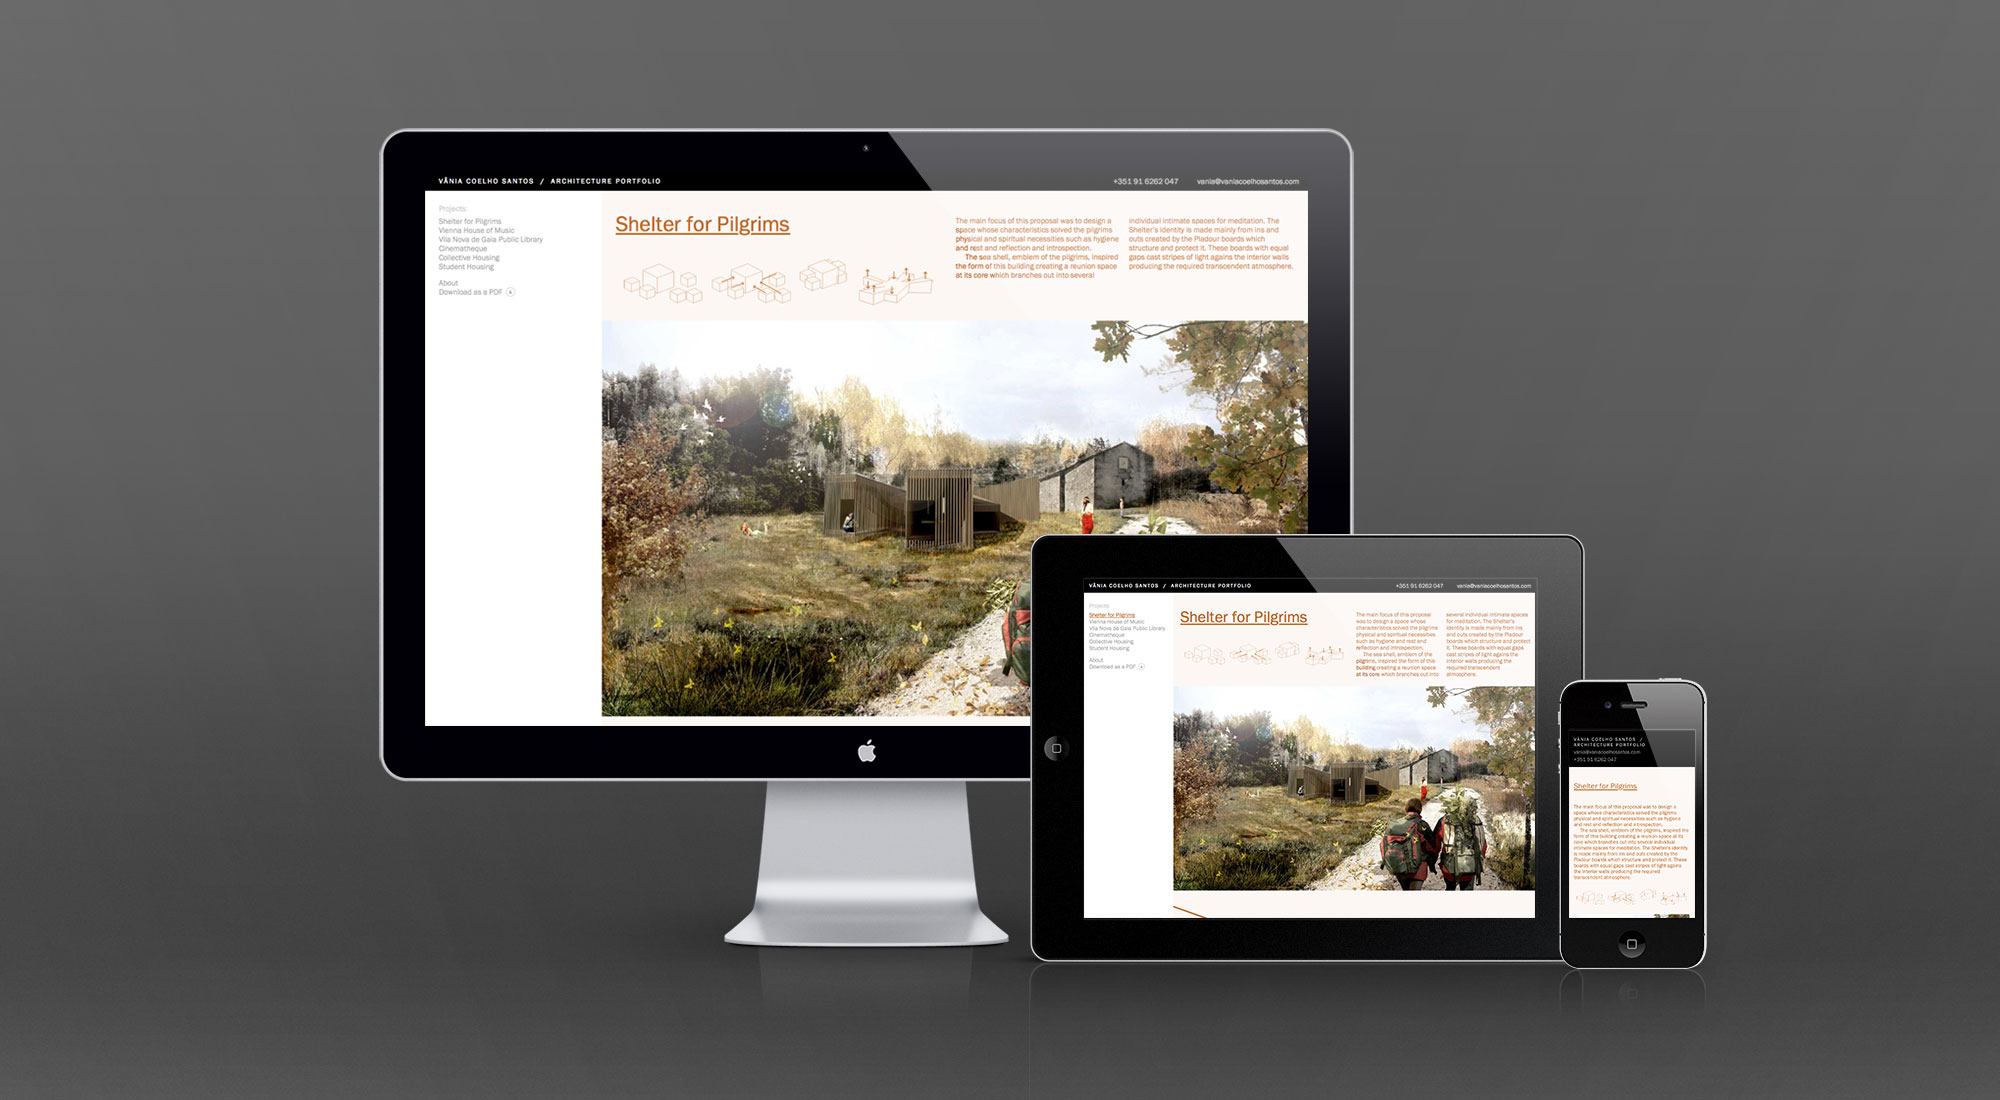 VÂNIA COELHO SANTOS / ARCHITECTURE PORTFOLIO
+351 91 6262 047
vania@vaniacoelhosantos.com
Projects:
Shelter for Pilgrims
Vienna House of Music
Vila Nova de Gaia Public Library
Cinematheque
Collective Housing
Student Housing
About
Download as a PDF
Shelter for Pilgrims
The main focus of this proposal was to design a
space whose characteristics solved the pilgrims
physical and spiritual necessities such as hygiene
and rest and reflection and introspection.
The sea shell, emblem of the pilgrims, inspired
the form of this building creating a reunion space
at its core which branches out into several
individual intimate spaces for meditation. The
Shelter's identity is made mainly from ins and
outs created by the Pladour boards which
structure and protect it. These boards with equal
gaps cast stripes of light agains the interior walls
producing the required transcendent atmosphere.
VÂNIA COELHO SANTOS / ARCHITECTURE PORTFOLIO
+351 91 6262 047
vania@vaniacoelhosantos.com
Projects
Shelter for Pilgrims
Vienna House of Music
Vila Nova de Gaia Public Library
Cinematheque
Collective Housing
Student Housing
About
Download as a PDF
Shelter for Pilgrims
The main focus of this proposal
was to design a space whose
characteristics solved the pilgrims
physical and spiritual necessities
such as hygiene and rest and
reflection and introspection.
The sea shell, emblem of the
pilgrims, inspired the form of this
building creating a reunion space
at its core which branches out into
several individual intimate spaces
for meditation. The Shelter's
identity is made mainly from ins
and outs created by the Pladour
boards which structure and protect
it. These boards with equal gaps
cast stripes of light agains the
interior walls producing the
required transcendent
atmosphere.
VÂNIA COELHO SANTOS /
ARCHITECTURE PORTFOLIO
vania@vaniacoelhosantos.com
+351 91 6262 047
Shelter for Pilgrims
The main focus of this proposal was to design a
space whose characteristics solved the pilgrims
physical and spiritual necessities such as hygiene
and rest and reflection and introspection.
The sea shell, emblem of the pilgrims, inspired the
form of this building creating a reunion space at its
core which branches out into several individual
intimate spaces for meditation. The Shelter's identity
is made mainly from ins and outs created by the
Pladour boards which structure and protect it. These
boards with equal gaps cast stripes of light agains
the interior walls producing the required
transcendent atmosphere.